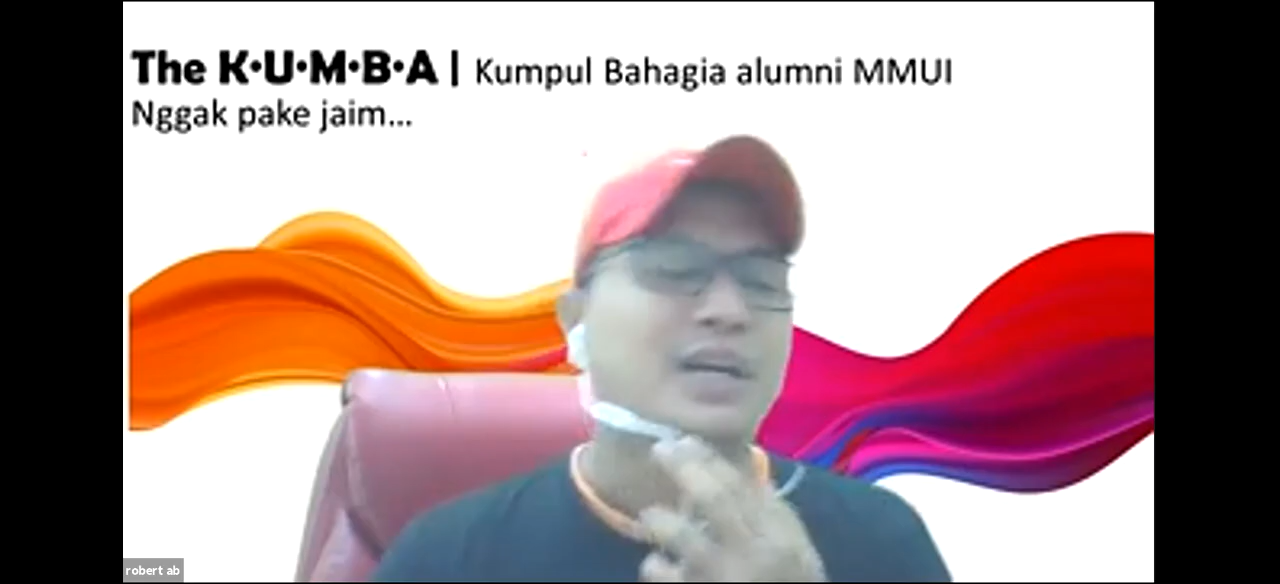 The K•U•M•B•A | Kumpul Bahagia alumni MMUI
Nggak pake jaim...
robert ab